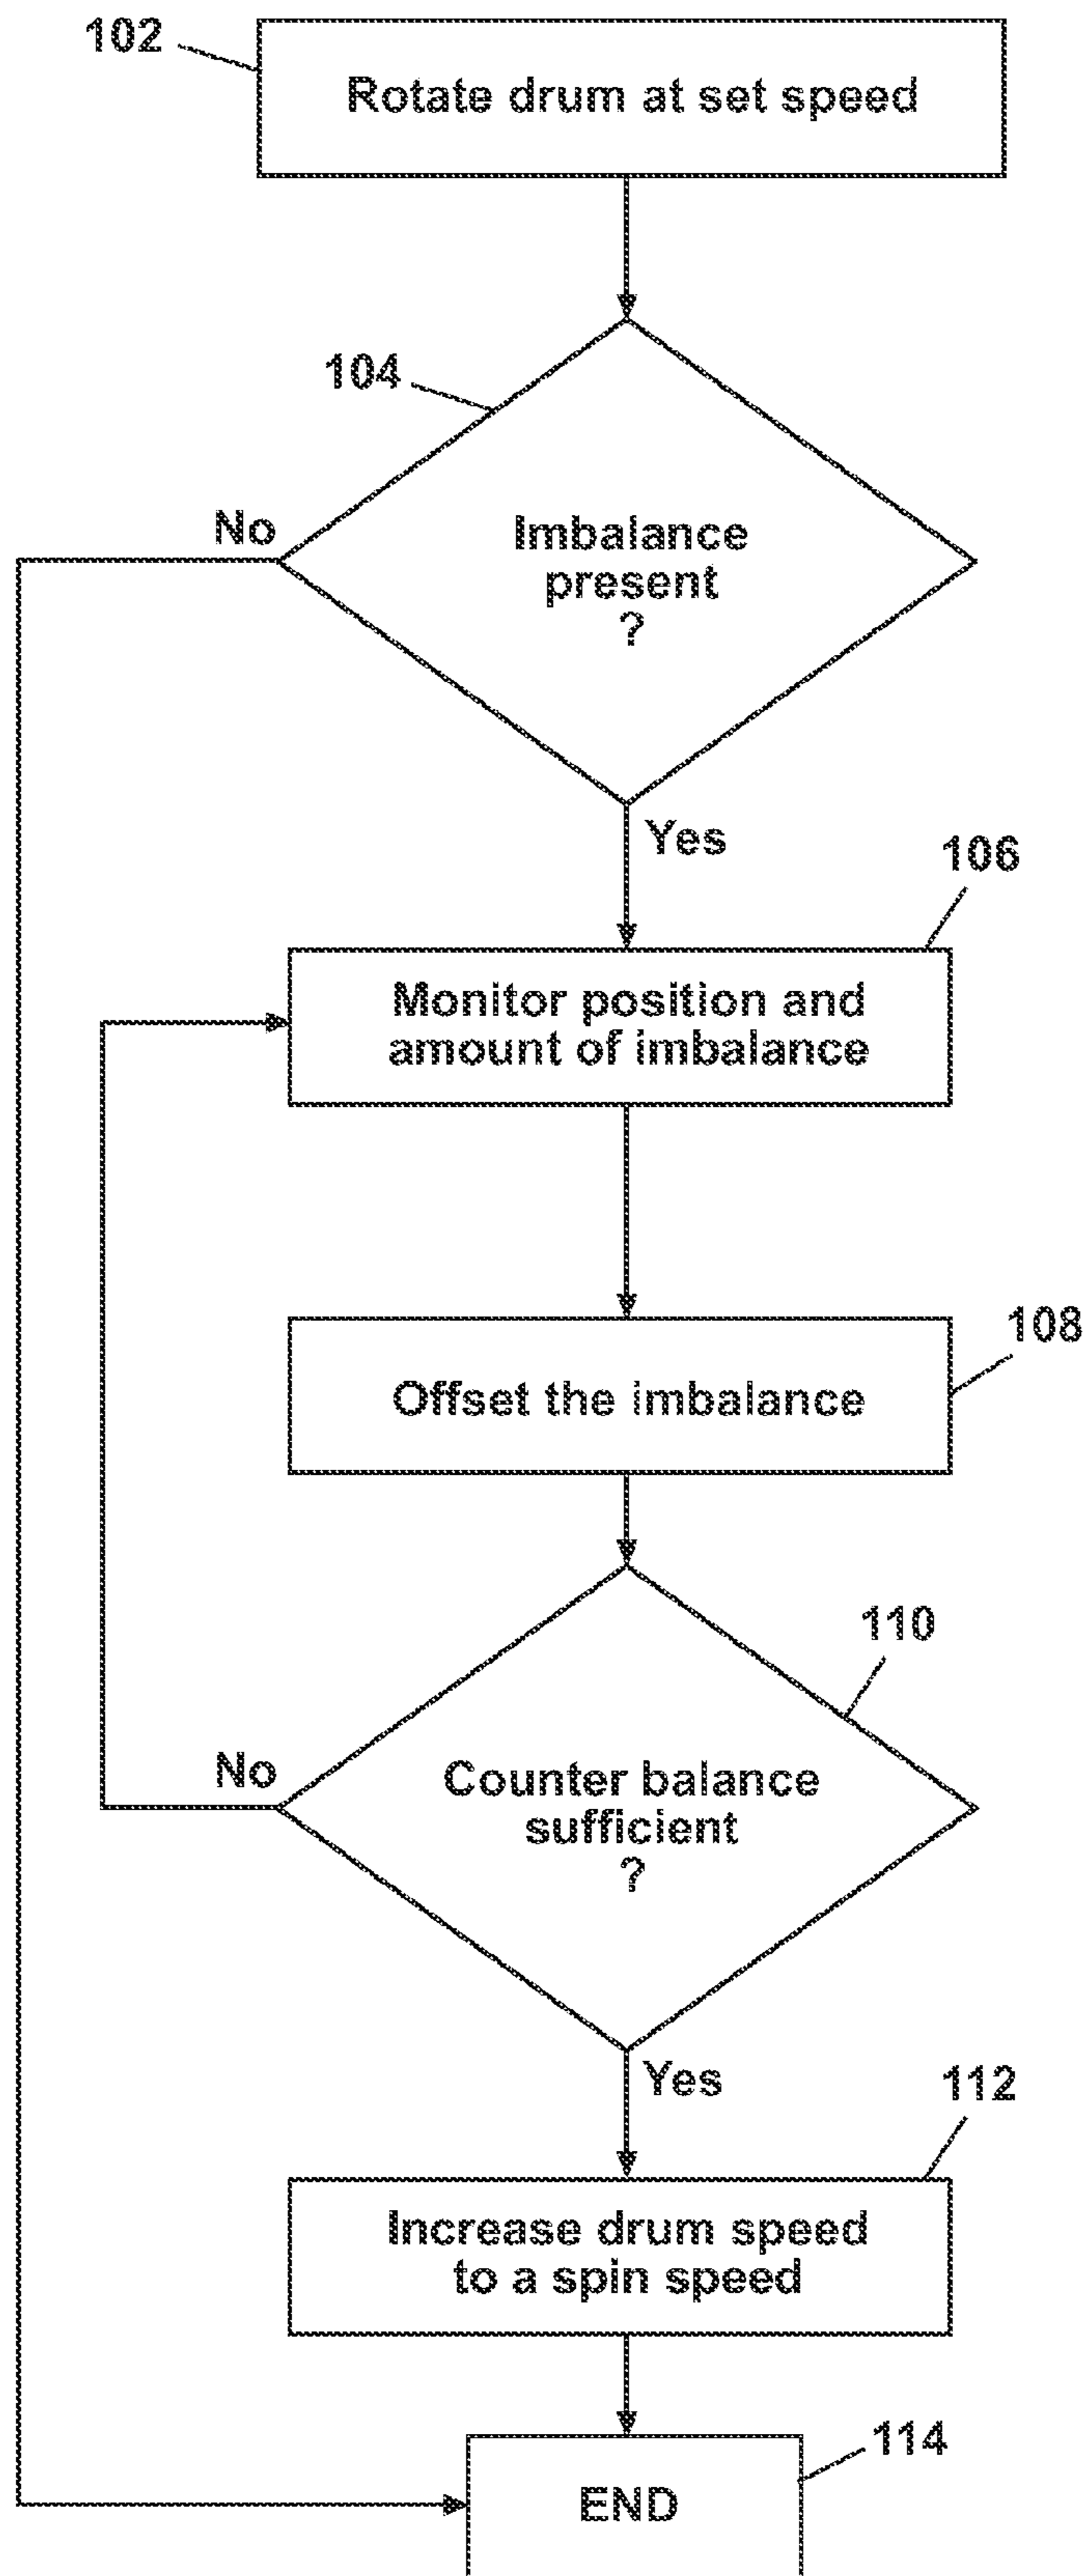 102
Rotate drum at set speed
104
No
Imbalance
present
?
Yes
106
Monitor position and
amount of imbalance
108
Offset the imbalance
110
No
Counter balance
sufficient
?
Yes
112
Increase drum speed
to a spin speed
114
END